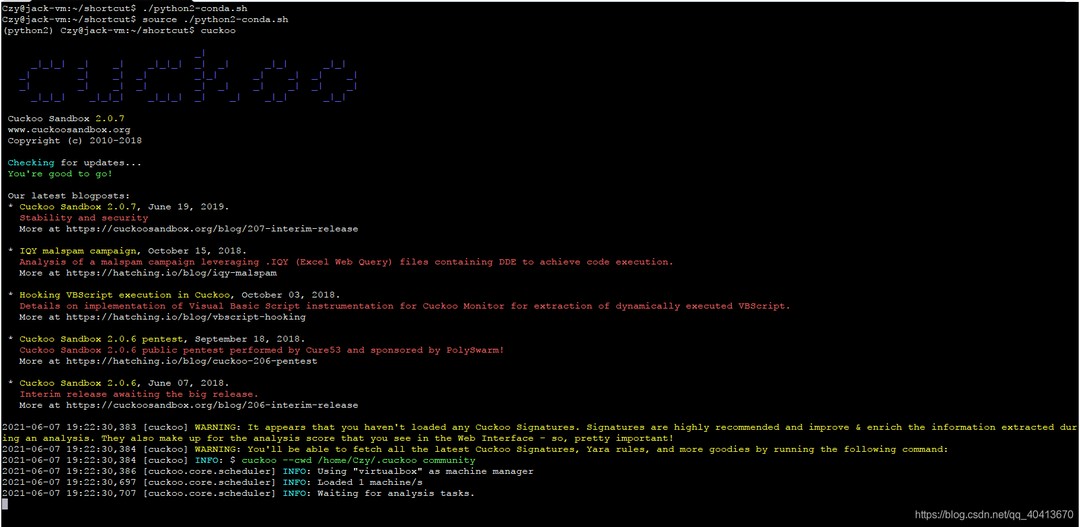 Czy@jack-vm:~/shortcut$ ./python2-conda.sh
Czy@jack-vm:~/shortcut$ source ./python2-conda.sh
(python2) Czy@jack-vm:~/shortcut$ cuckoo
cuckoo
Cuckoo Sandbox 2.0.7
www.cuckoosandbox.org
Copyright (c) 2010-2018
Checking for updates...
You're good to go!
Our latest blogposts:
* Cuckoo Sandbox 2.0.7, June 19, 2019.
Stability and security
More at https://cuckoosandbox.org/blog/207-interim-release
* IQY malspam campaign, October 15, 2018.
Analysis of a malspam campaign leveraging .IQY (Excel Web Query) files containing DDE to achieve code execution.
More at https://hatching.io/blog/iqy-malspam
* Hooking VBScript execution in Cuckoo, October 03, 2018.
Details on implementation of Visual Basic Script instrumentation for Cuckoo Monitor for extraction of dynamically executed VBScript.
More at https://hatching.io/blog/vbscript-hooking
* Cuckoo Sandbox 2.0.6 pentest, September 18, 2018.
Cuckoo Sandbox 2.0.6 public pentest performed by Cure53 and sponsored by PolySwarm!
More at https://hatching.io/blog/cuckoo-206-pentest
* Cuckoo Sandbox 2.0.6, June 07, 2018.
Interim release awaiting the big release.
More at https://cuckoosandbox.org/blog/206-interim-release
2021-06-07 19:22:30,383 [cuckoo] WARNING: It appears that you haven't loaded any Cuckoo Signatures. Signatures are highly recommended and improve & enrich the information extracted dur
ing an analysis. They also make up for the analysis score that you see in the Web Interface - so, pretty important!
2021-06-07 19:22:30,384 [cuckoo] WARNING: You'll be able to fetch all the latest Cuckoo Signatures, Yara rules, and more goodies by running the following command:
2021-06-07 19:22:30,384 [cuckoo] INFO: $ cuckoo --cwd /home/Czy/.cuckoo community
2021-06-07 19:22:30,386 [cuckoo.core.scheduler] INFO: Using "virtualbox" as machine manager
2021-06-07 19:22:30,697 [cuckoo.core.scheduler] INFO: Loaded 1 machine/s
2021-06-07 19:22:30,707 [cuckoo.core.scheduler] INFO: Waiting for analysis tasks.
https://blog.csdn.net/qq_40413670